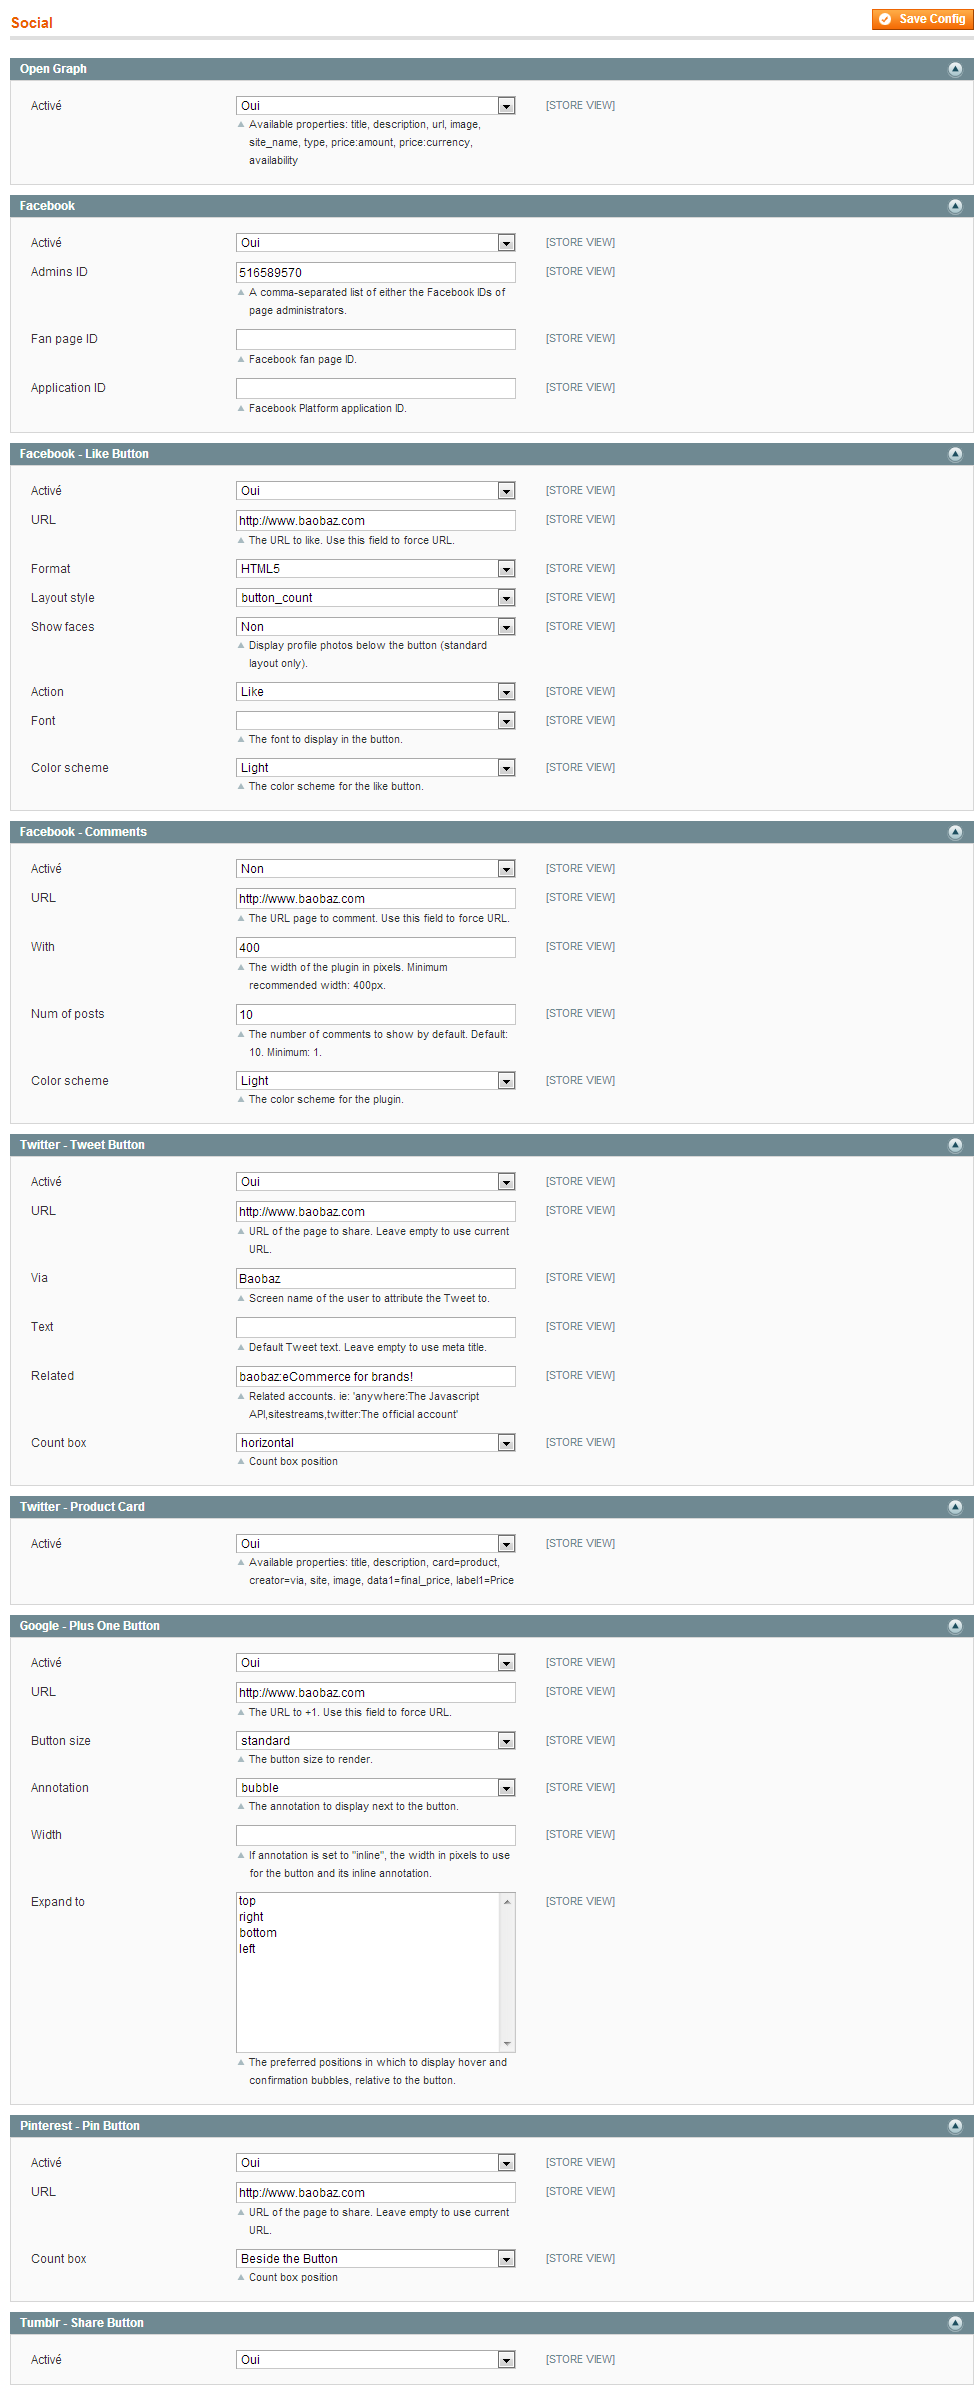 Social
Save Config
Open Graph
Activé Oui [STORE VIEW]
Available properties: title, description, url, image,
site_name, type, price:amount, price:currency,
availability
Facebook
Activé Oui [STORE VIEW]
Admins ID 516589570 [STORE VIEW]
A comma-separated list of either the Facebook IDs of
page administrators.
Fan page ID [STORE VIEW]
Facebook fan page ID.
Application ID [STORE VIEW]
Facebook Platform application ID.
Facebook - Like Button
Activé Oui [STORE VIEW]
URL http://www.baobaz.com [STORE VIEW]
The URL to like. Use this field to force URL.
Format HTML5 [STORE VIEW]
Layout style button_count [STORE VIEW]
Show faces Non [STORE VIEW]
Display profile photos below the button (standard
layout only).
Action Like [STORE VIEW]
Font [STORE VIEW]
The font to display in the button.
Color scheme Light [STORE VIEW]
The color scheme for the like button.
Facebook - Comments
Activé Non [STORE VIEW]
URL http://www.baobaz.com [STORE VIEW]
The URL page to comment. Use this field to force URL.
With 400 [STORE VIEW]
The width of the plugin in pixels. Minimum
recommended width: 400px.
Num of posts 10 [STORE VIEW]
The number of comments to show by default. Default:
10. Minimum: 1.
Color scheme Light [STORE VIEW]
The color scheme for the plugin.
Twitter - Tweet Button
Activé Oui [STORE VIEW]
URL http://www.baobaz.com [STORE VIEW]
URL of the page to share. Leave empty to use current
URL.
Via Baobaz [STORE VIEW]
Screen name of the user to attribute the Tweet to.
Text [STORE VIEW]
Default Tweet text. Leave empty to use meta title.
Related baobaz:eCommerce for brands! [STORE VIEW]
Related accounts. ie: 'anywhere:The Javascript
API,sitestreams,twitter:The official account'
Count box horizontal [STORE VIEW]
Count box position
Twitter - Product Card
Activé Oui [STORE VIEW]
Available properties: title, description, card=product,
creator=via, site, image, data1=final_price, label1=Price
Google - Plus One Button
Activé Oui [STORE VIEW]
URL http://www.baobaz.com [STORE VIEW]
The URL to +1. Use this field to force URL.
Button size standard [STORE VIEW]
The button size to render.
Annotation bubble [STORE VIEW]
The annotation to display next to the button.
Width [STORE VIEW]
If annotation is set to "inline", the width in pixels to use
for the button and its inline annotation.
Expand to top [STORE VIEW]
right
bottom
left
The preferred positions in which to display hover and
confirmation bubbles, relative to the button.
Pinterest - Pin Button
Activé Oui [STORE VIEW]
URL http://www.baobaz.com [STORE VIEW]
URL of the page to share. Leave empty to use current
URL.
Count box Beside the Button [STORE VIEW]
Count box position
Tumblr - Share Button
Activé Oui [STORE VIEW]